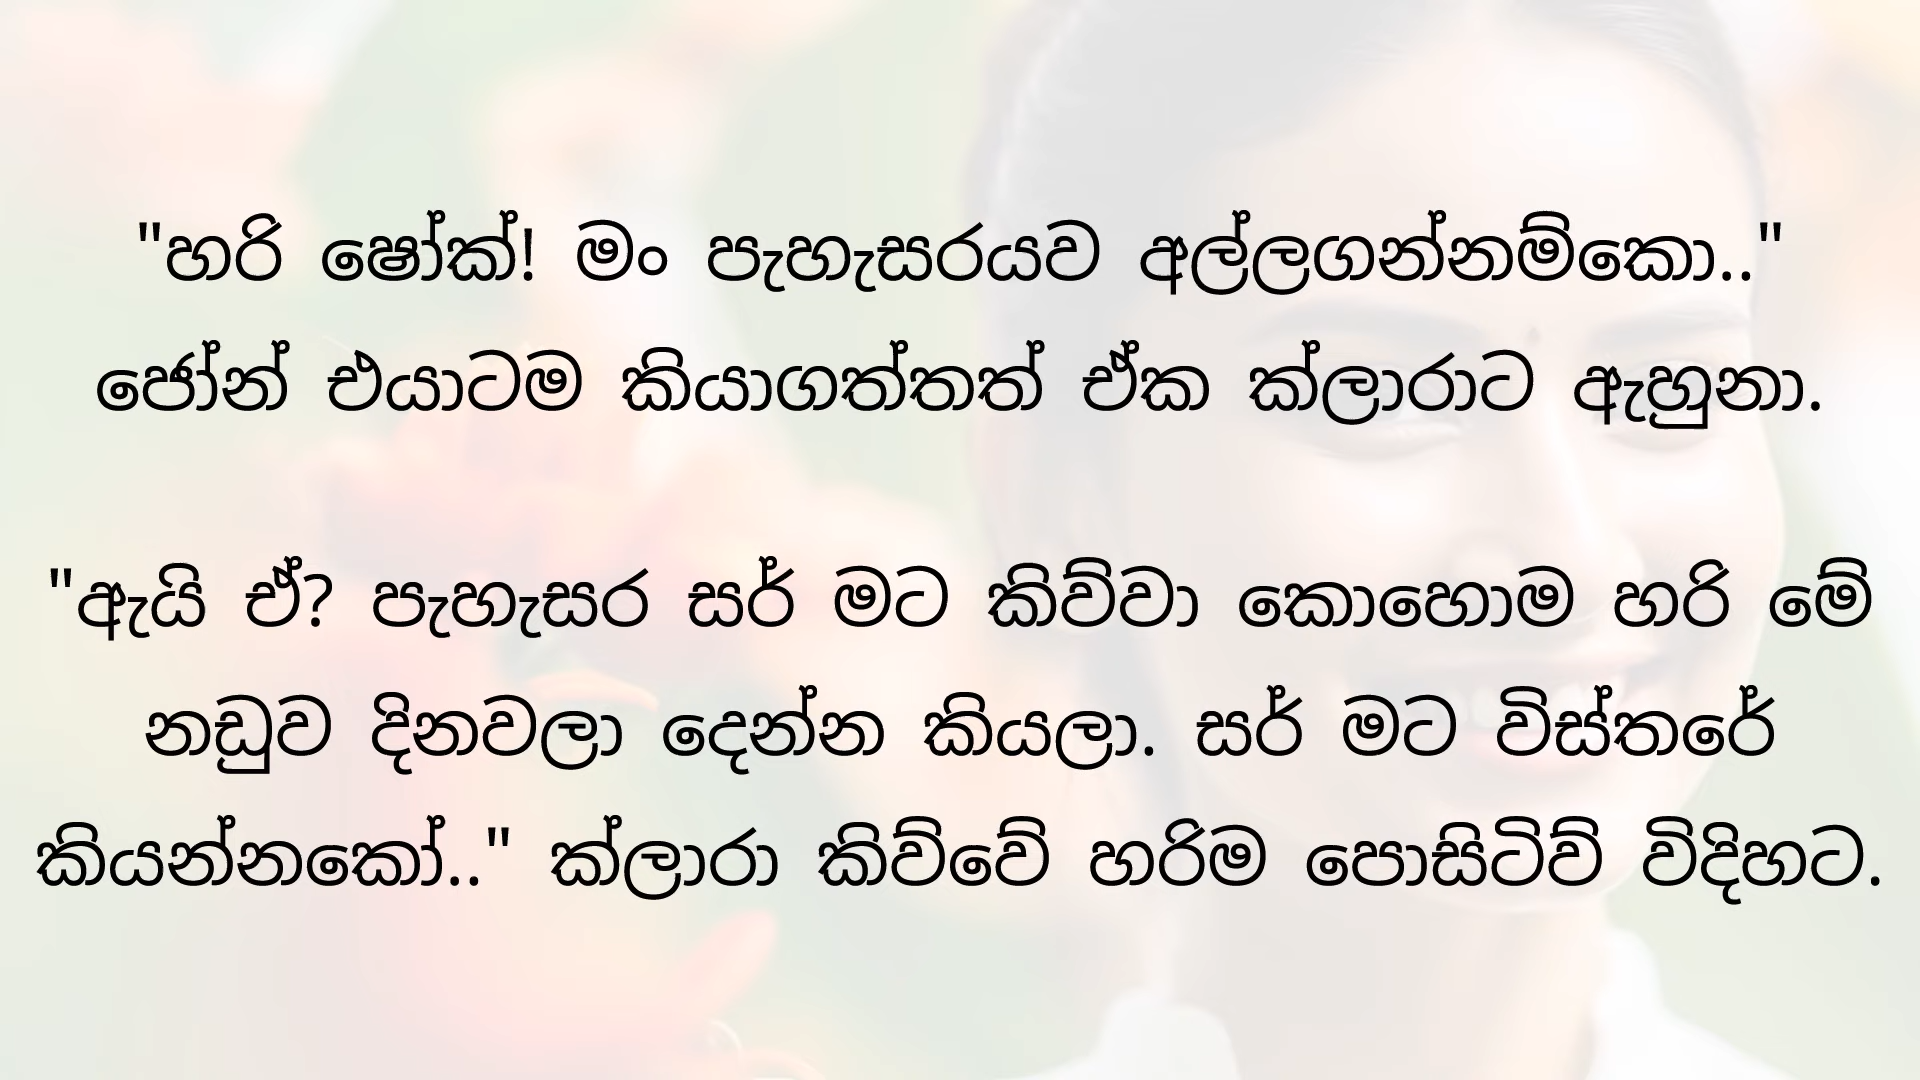 "හරි ෂෝක්! මං පැහැසරයව අල්ලගන්නම්කො.."
ජෝන් එයාටම කියාගත්තත් ඒක ක්ලාරාට ඇහුනා.
"ඇයි ඒ? පැහැසර සර් මට කිව්වා කොහොම හරි මේ
නඩුව දිනවලා දෙන්න කියලා. සර් මට විස්තරේ
කියන්නකෝ.." ක්ලාරා කිව්වේ හරිම පොසිටිව් විදිහට.